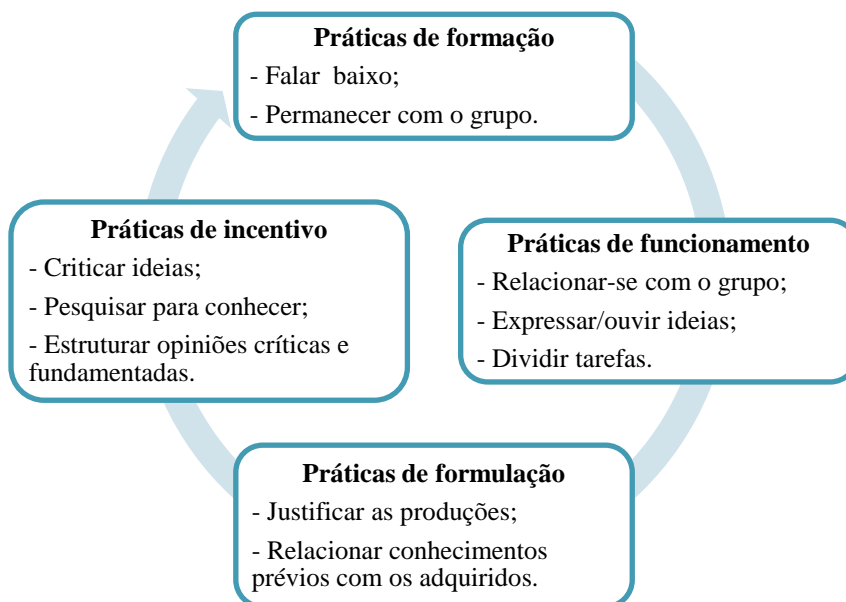 Práticas de formação
- Falar baixo;
- Permanecer com o grupo.
Práticas de incentivo
- Criticar ideias;
- Pesquisar para conhecer;
- Estruturar opiniões críticas e
fundamentadas.
Práticas de funcionamento
- Relacionar-se com o grupo;
- Expressar/ouvir ideias;
- Dividir tarefas.
Práticas de formulação
- Justificar as produções;
- Relacionar conhecimentos
prévios com os adquiridos.